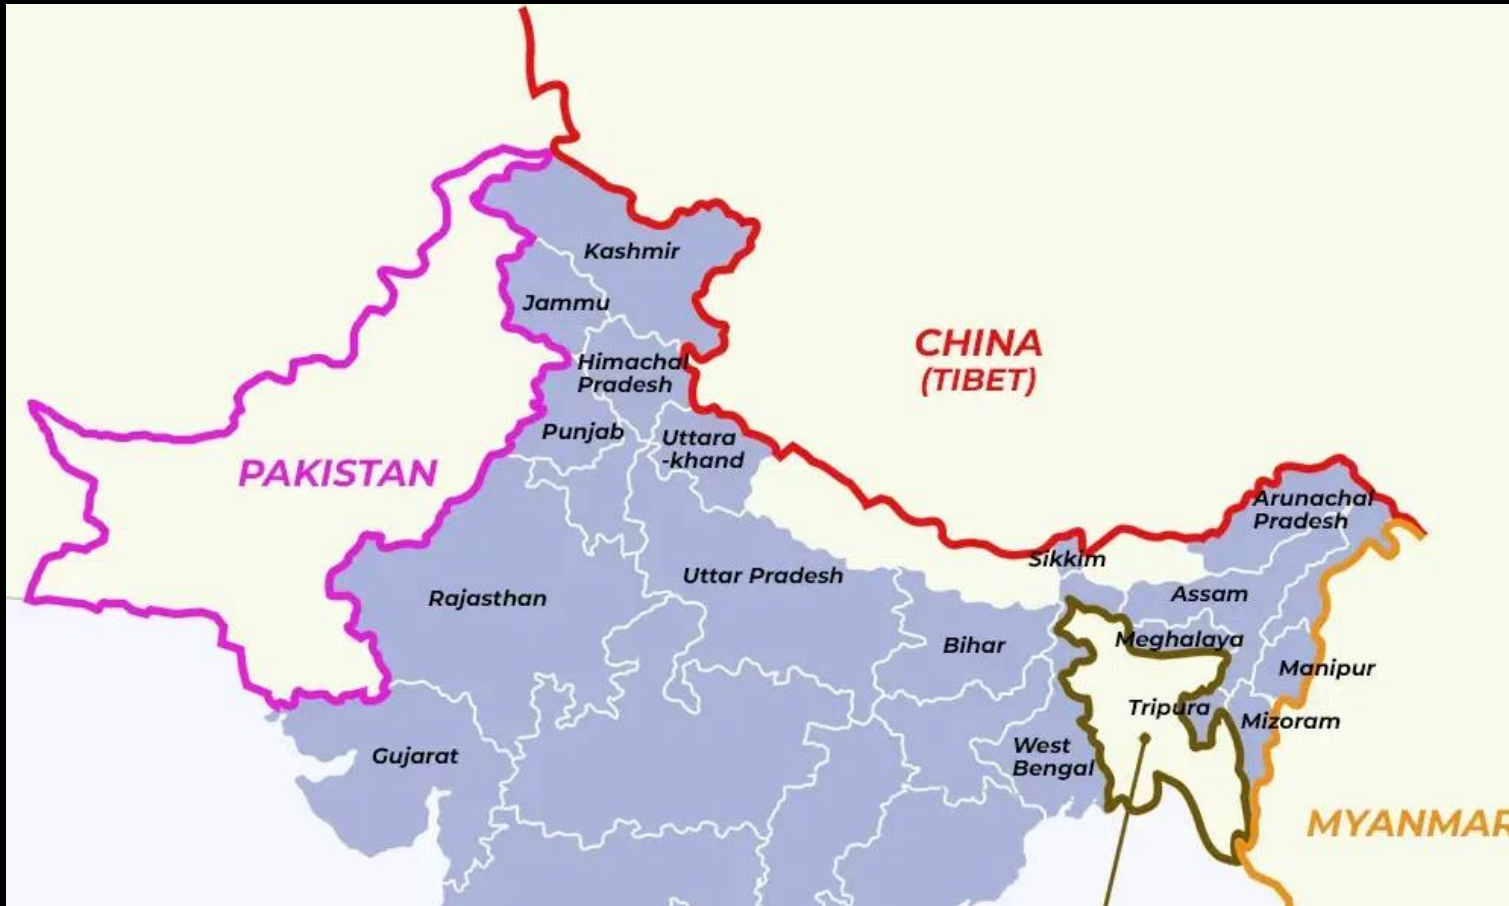 Kashmir
Jammu
CHINA
(TIBET)
Himachal
Pradesh
Punjab
Uttara
-khand
PAKISTAN
Arunachal
Pradesh
Sikkim
Uttar Pradesh
Assam
Rajasthan
Bihar
Meghalaya
Manipur
Tripura
Mizoram
Gujarat
West
Bengal
MYANMAR